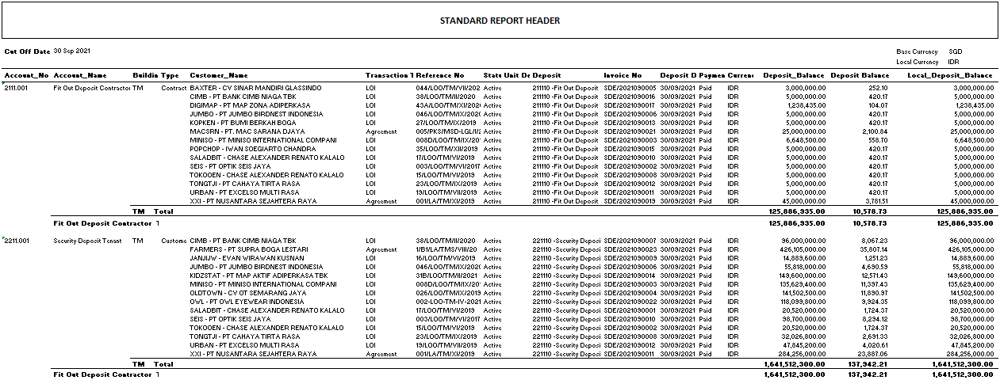 STANDARD REPORT HEADER
Cut Off Date 30 Sep 2021
Base Currency SGD
Local Currency IDR
Account_No Account_Name Buildin Type Customer_Name Transaction T Reference No Statu Unit De Deposit Invoice No Deposit D Paymen Curren Deposit_Balance Deposit Balance Local_Deposit_Balance
2111.001 Fit Out Deposit Contractor TM Contract BAXTER - CV SINAR MANDIRI GLASSINDO LOI 044/LOO/TM/VII/202 Active 211110 -Fit Out Deposit SDE/2021090005 30/09/2021 Paid IDR 3,000,000.00 252.10 3,000,000.00
CIMB - PT BANK CIMB NIAGA TBK LOI 38/LOO/TM/II/2020 Active 211110 -Fit Out Deposit SDE/2021090016 30/09/2021 Paid IDR 5,000,000.00 420.17 5,000,000.00
DIGIMAP - PT MAP ZONA ADIPERKASA LOI 43A/LOO/TM/XI/202 Active 211110 -Fit Out Deposit SDE/2021090017 30/09/2021 Paid IDR 1,238,435.00 104.07 1,238,435.00
JUMBO - PT JUMBO BIRDNEST INDONESIA LOI 046/LOO/TM/IX/202 Active 211110 -Fit Out Deposit SDE/2021090006 30/09/2021 Paid IDR 5,000,000.00 420.17 5,000,000.00
KOPKEN - PT BUMI BERKAH BOGA LOI 27/LOO/TM/IX/2019 Active 211110 -Fit Out Deposit SDE/2021090013 30/09/2021 Paid IDR 5,000,000.00 420.17 5,000,000.00
MACSRN - PT. MAC SARANA DJAYA Agreement 005/PKS/MSD-LGI/I/ Active 211110 -Fit Out Deposit SDE/2021090021 30/09/2021 Paid IDR 25,000,000.00 2,100.84 25,000,000.00
MINISO - PT MINISO INTERNATIONAL COMPANI LOI 008D/LOO/TM/IX/20 Active 211110 -Fit Out Deposit SDE/2021090003 30/09/2021 Paid IDR 6,648,500.00 558.70 6,648,500.00
POPCHOP - IWAN SOEGIARTO CHANDRA LOI 35/LOO/TM/XII/2019 Active 211110 -Fit Out Deposit SDE/2021090015 30/09/2021 Paid IDR 5,000,000.00 420.17 5,000,000.00
SALADBIT - CHASE ALEXANDER RENATO KALALO LOI 17/LOO/TM/VI/2019 Active 211110 -Fit Out Deposit SDE/2021090010 30/09/2021 Paid IDR 5,000,000.00 420.17 5,000,000.00
SEIS - PT OPTIK SEIS JAYA LOI 003/LOO/TM/VI/2017 Active 211110 -Fit Out Deposit SDE/2021090002 30/09/2021 Paid IDR 5,000,000.00 420.17 5,000,000.00
TOKOOEN - CHASE ALEXANDER RENATO KALALO LOI 15/LOO/TM/VI/2019 Active 211110 -Fit Out Deposit SDE/2021090008 30/09/2021 Paid IDR 5,000,000.00 420.17 5,000,000.00
TONGTJI - PT CAHAYA TIRTA RASA LOI 23/LOO/TM/IX/2019 Active 211110 -Fit Out Deposit SDE/2021090012 30/09/2021 Paid IDR 5,000,000.00 420.17 5,000,000.00
URBAN - PT EXCELSO MULTI RASA LOI 19/LOO/TM/VII/2019 Active 211110 -Fit Out Deposit SDE/2021090011 30/09/2021 Paid IDR 5,000,000.00 420.17 5,000,000.00
XXI - PT NUSANTARA SEJAHTERA RAYA Agreement 001/LA/TM/XI/2019 Active 211110 -Fit Out Deposit SDE/2021090019 30/09/2021 Paid IDR 45,000,000.00 3,781.51 45,000,000.00
TM Total 125,886,935.00 10,578.73 125,886,935.00
Fit Out Deposit Contractor T 125,886,935.00 10,578.73 125,886,935.00
2211.001 Security Deposit Tenant TM Custome CIMB - PT BANK CIMB NIAGA TBK LOI 38/LOO/TM/II/2020 Active 221110 -Security Deposi SDE/2021090007 30/09/2021 Paid IDR 96,000,000.00 8,067.23 96,000,000.00
FARMERS - PT SUPRA BOGA LESTARI Agreement 1/B1/LA/TMS/VIII/20 Active 221110 -Security Deposi SDE/2021090023 30/09/2021 Paid IDR 426,105,000.00 35,807.14 426,105,000.00
JANJIJW - EVAN WIRAWAN KUSNAN LOI 16/LOO/TM/VI/2019 Active 221110 -Security Deposi SDE/2021090009 30/09/2021 Paid IDR 14,889,600.00 1,251.23 14,889,600.00
JUMBO - PT JUMBO BIRDNEST INDONESIA LOI 046/LOO/TM/IX/202 Active 221110 -Security Deposi SDE/2021090006 30/09/2021 Paid IDR 55,818,000.00 4,690.59 55,818,000.00
KIDZSTAT - PT MAP AKTIF ADIPERKASA TBK LOI 31B/LOO/TM/II/2021 Active 221110 -Security Deposi SDE/2021090014 30/09/2021 Paid IDR 149,600,000.00 12,571.43 149,600,000.00
MINISO - PT MINISO INTERNATIONAL COMPANI LOI 008D/LOO/TM/IX/20 Active 221110 -Security Deposi SDE/2021090003 30/09/2021 Paid IDR 135,629,400.00 11,397.43 135,629,400.00
OLDTOWN - CV OT SEMARANG JAYA LOI 026/LOO/TM/IX/2019 Active 221110 -Security Deposi SDE/2021090004 30/09/2021 Paid IDR 141,502,500.00 11,890.97 141,502,500.00
OWL - PT OWL EYEWEAR INDONESIA LOI 002-LOO-TM-IV-2021 Active 221110 -Security Deposi SDE/2021090022 30/09/2021 Paid IDR 118,099,800.00 9,924.35 118,099,800.00
SALADBIT - CHASE ALEXANDER RENATO KALALO LOI 17/LOO/TM/VI/2019 Active 221110 -Security Deposi SDE/2021090001 30/09/2021 Paid IDR 20,520,000.00 1,724.37 20,520,000.00
SEIS - PT OPTIK SEIS JAYA LOI 003/LOO/TM/VI/2017 Active 221110 -Security Deposi SDE/2021090010 30/09/2021 Paid IDR 98,700,000.00 8,294.12 98,700,000.00
TOKOOEN - CHASE ALEXANDER RENATO KALALO LOI 15/LOO/TM/VI/2019 Active 221110 -Security Deposi SDE/2021090002 30/09/2021 Paid IDR 20,520,000.00 1,724.37 20,520,000.00
TONGTJI - PT CAHAYA TIRTA RASA LOI 23/LOO/TM/IX/2019 Active 221110 -Security Deposi SDE/2021090008 30/09/2021 Paid IDR 32,026,800.00 2,691.33 32,026,800.00
URBAN - PT EXCELSO MULTI RASA LOI 19/LOO/TM/VII/2019 Active 221110 -Security Deposi SDE/2021090012 30/09/2021 Paid IDR 47,845,200.00 4,020.61 47,845,200.00
XXI - PT NUSANTARA SEJAHTERA RAYA Agreement 001/LA/TM/XI/2019 Active 221110 -Security Deposi SDE/2021090011 30/09/2021 Paid IDR 284,256,000.00 23,887.06 284,256,000.00
TM Total 1,641,512,300.00 137,942.21 1,641,512,300.00
Fit Out Deposit Contractor T 1,641,512,300.00 137,942.21 1,641,512,300.00